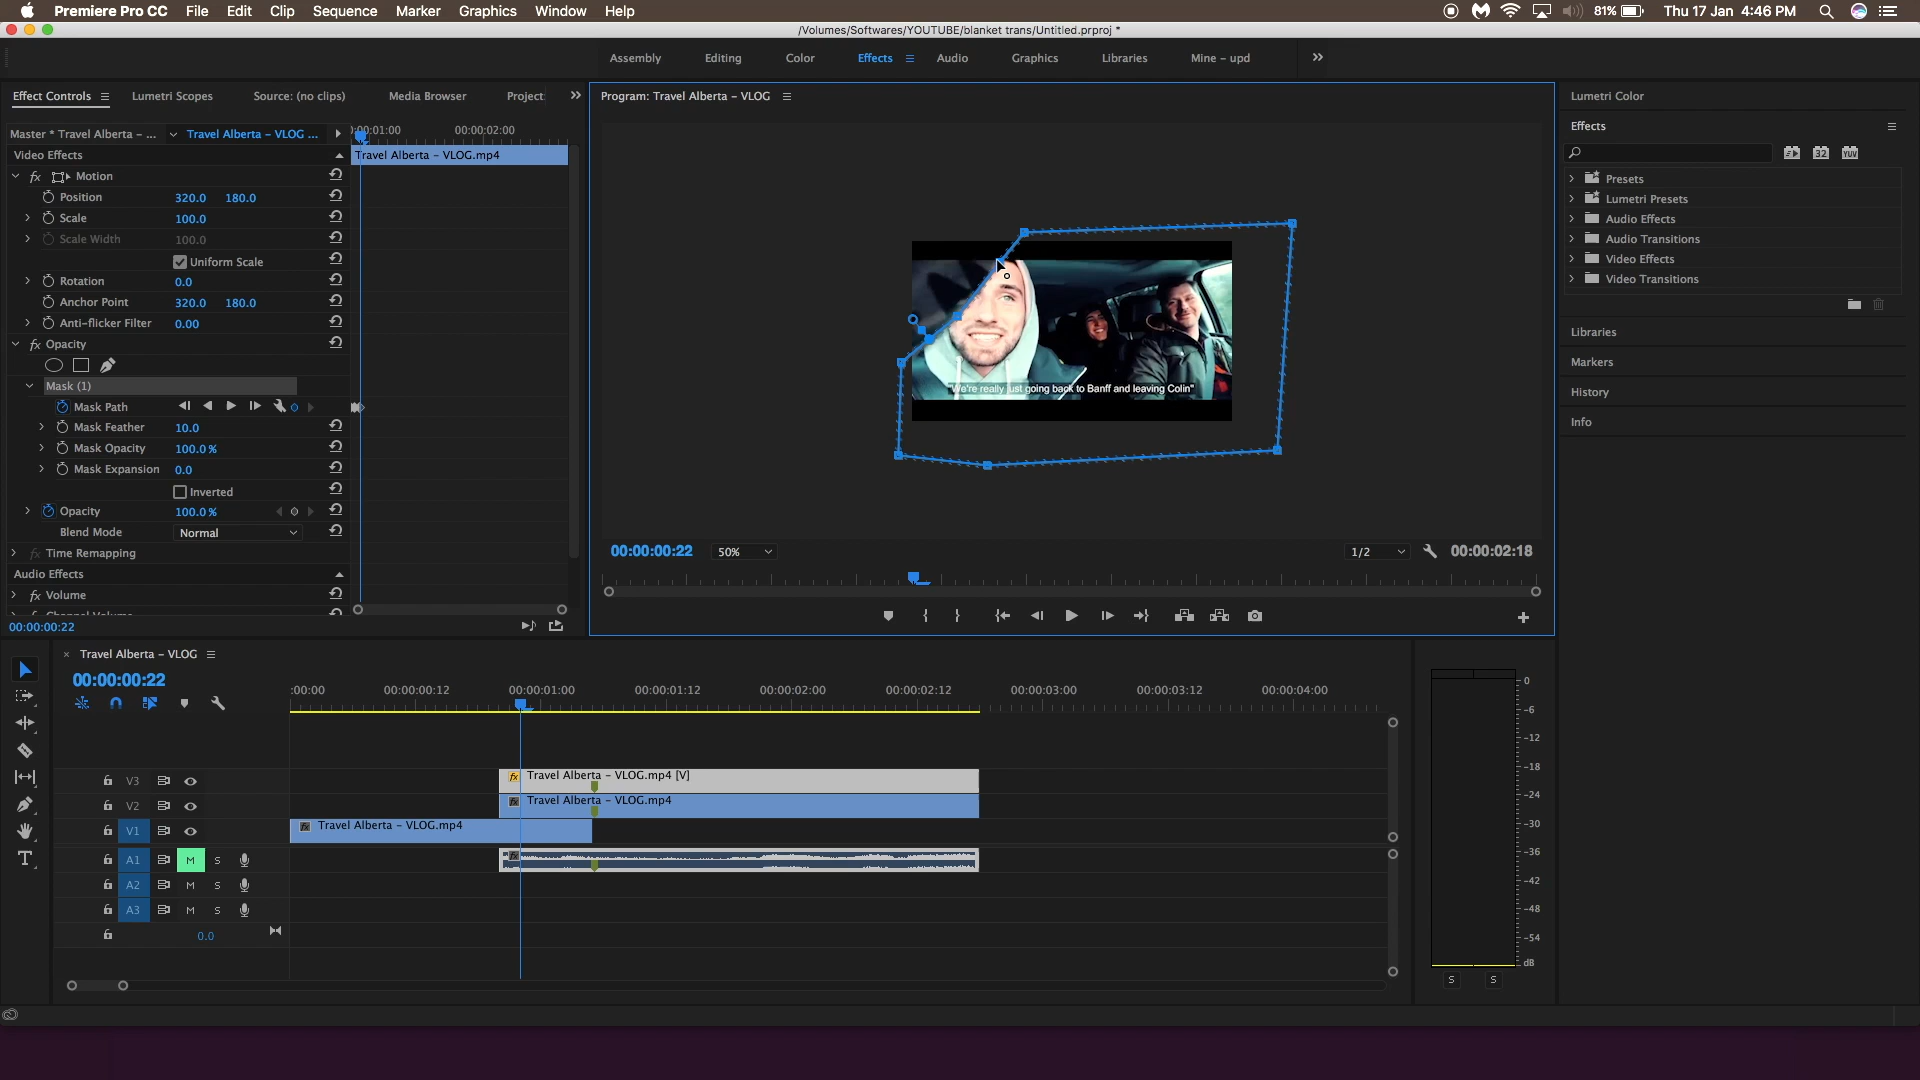 Premiere Pro CC File Edit Clip Sequence Marker Graphics Window Help 81% Thu 17 Jan 4:46 PM
/Volumes/Softwares/YOUTUBE/blanket trans/Untitled.prproj *
Assembly Editing Color Effects Audio Graphics Libraries Mine - upd
Effect Controls Lumetri Scopes Source: (no clips) Media Browser Project:
Program: Travel Alberta - VLOG
Lumetri Color
Effects
Master * Travel Alberta - ... Travel Alberta - VLOG ...
00:00:01:00 00:00:02:00
Video Effects
Travel Alberta - VLOG.mp4
fx Motion
Position 320.0 180.0
Scale 100.0
Scale Width 100.0
Uniform Scale
Rotation 0.0
Anchor Point 320.0 180.0
Anti-flicker Filter 0.00
fx Opacity
Mask (1)
Mask Path
Mask Feather 10.0
Mask Opacity 100.0 %
Mask Expansion 0.0
Inverted
Opacity 100.0 %
Blend Mode Normal
fx Time Remapping
Audio Effects
fx Volume
00:00:00:22
"We're really just going back to Banff and leaving Colin"
00:00:00:22 50% 1/2 00:00:02:18
32 YUV
Presets
Lumetri Presets
Audio Effects
Audio Transitions
Video Effects
Video Transitions
Libraries
Markers
History
Info
× Travel Alberta - VLOG
00:00:00:22
:00:00 00:00:00:12 00:00:01:00 00:00:01:12 00:00:02:00 00:00:02:12 00:00:03:00 00:00:03:12 00:00:04:00
V3 fx Travel Alberta - VLOG.mp4 [V]
V2 fx Travel Alberta - VLOG.mp4
V1 fx Travel Alberta - VLOG.mp4
A1 M S fx
A2 M S
A3 M S
0.0
0
-6
-12
-18
-24
-30
-36
-42
-48
-54
dB
S S
T